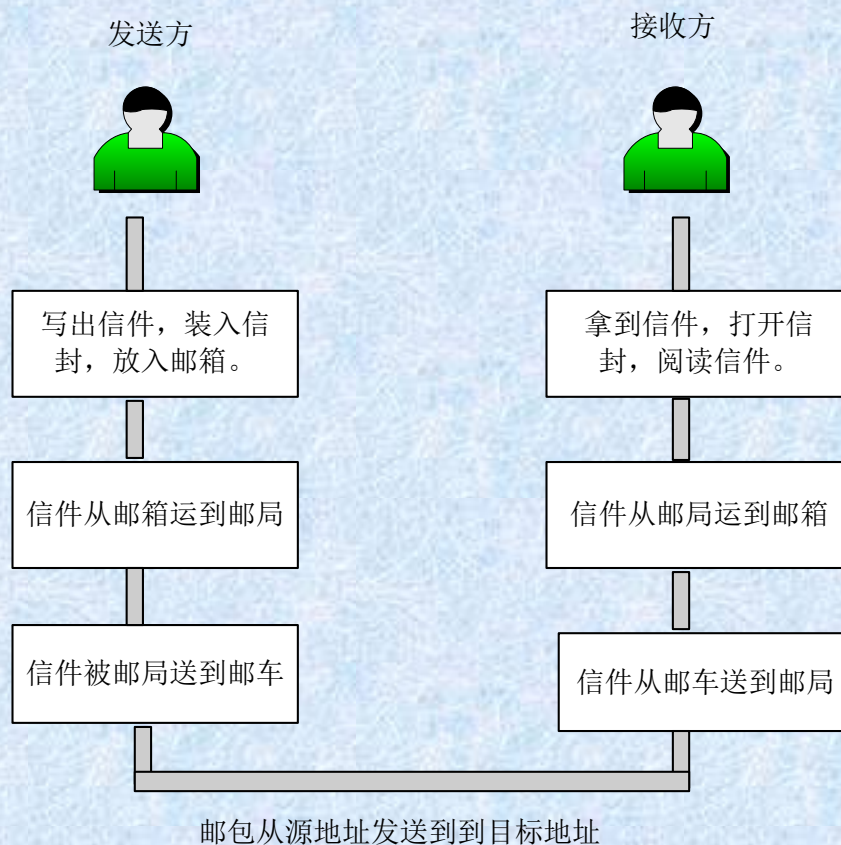 发送方
接收方
写出信件，装入信
封，放入邮箱。
拿到信件，打开信
封，阅读信件。
信件从邮箱运到邮局
信件从邮局运到邮箱
信件被邮局送到邮车
信件从邮车送到邮局
邮包从源地址发送到到目标地址